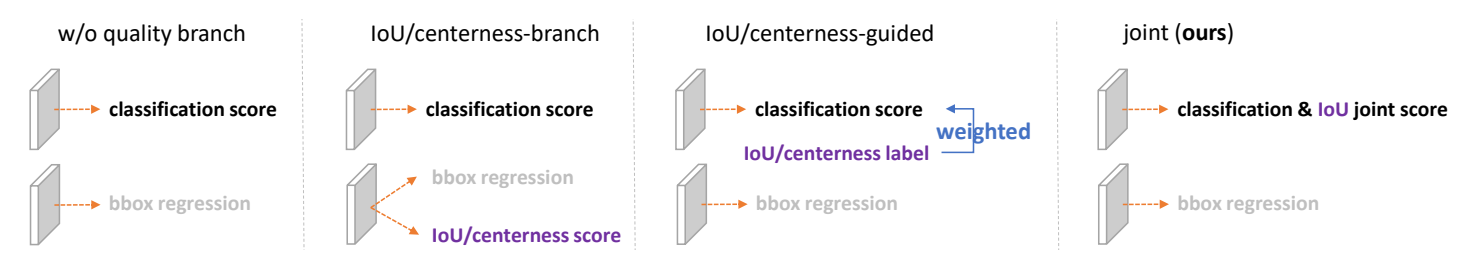 w/o quality branch
classification score
bbox regression
IoU/centerness-branch
classification score
bbox regression
IoU/centerness score
IoU/centerness-guided
classification score
weighted
IoU/centerness label
bbox regression
joint (ours)
classification & IoU joint score
bbox regression